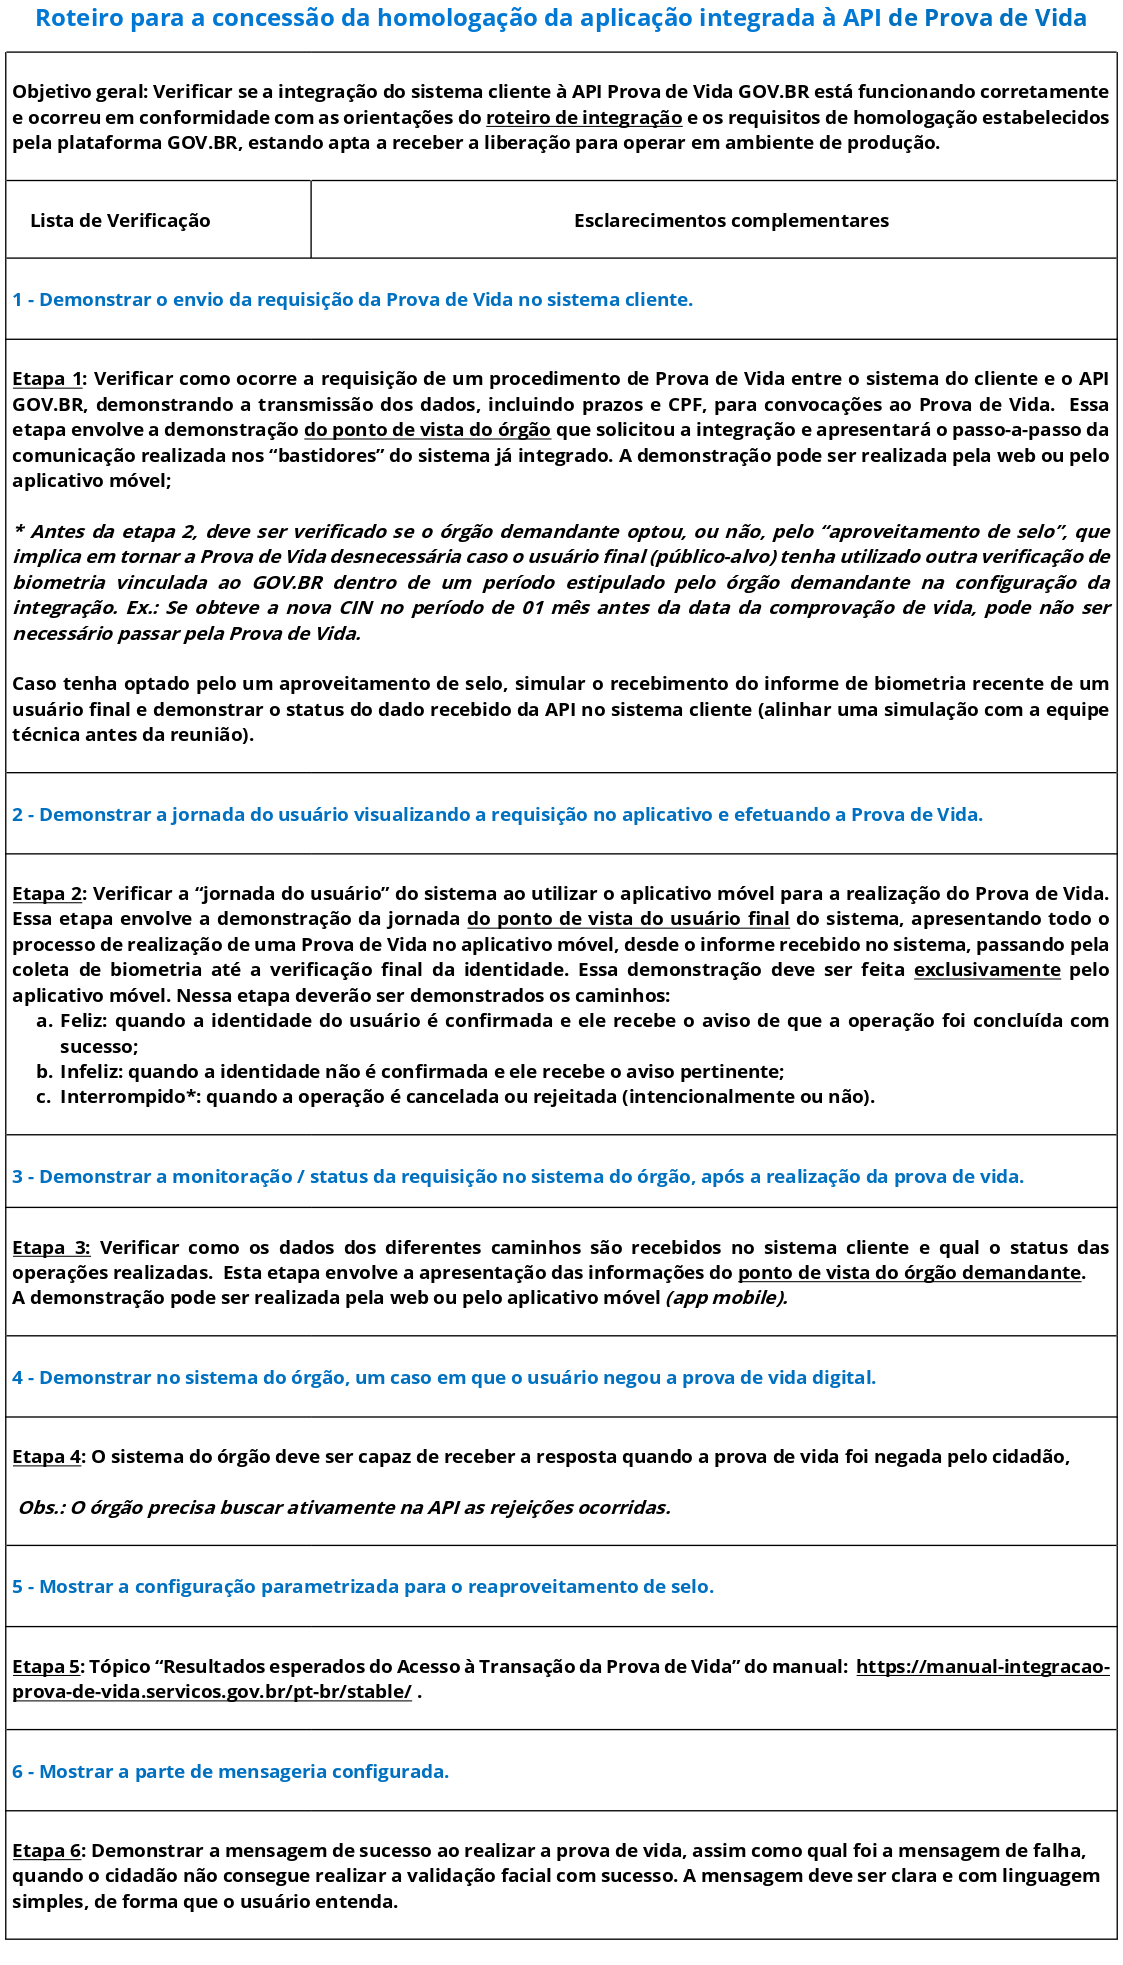 Roteiro para a concessão da homologação da aplicação integrada à API de Prova de Vida
Objetivo geral: Verificar se a integração do sistema cliente à API Prova de Vida GOV.BR está funcionando corretamente
e ocorreu em conformidade com as orientações do roteiro de integração e os requisitos de homologação estabelecidos
pela plataforma GOV.BR, estando apta a receber a liberação para operar em ambiente de produção.
Lista de Verificação
Esclarecimentos complementares
1 - Demonstrar o envio da requisição da Prova de Vida no sistema cliente.
Etapa 1: Verificar como ocorre a requisição de um procedimento de Prova de Vida entre o sistema do cliente e o API
GOV.BR, demonstrando a transmissão dos dados, incluindo prazos e CPF, para convocações ao Prova de Vida.  Essa
etapa envolve a demonstração do ponto de vista do órgão que solicitou a integração e apresentará o passo-a-passo da
comunicação realizada nos “bastidores” do sistema já integrado. A demonstração pode ser realizada pela web ou pelo
aplicativo móvel;
* Antes da etapa 2, deve ser verificado se o órgão demandante optou, ou não, pelo “aproveitamento de selo”, que
implica em tornar a Prova de Vida desnecessária caso o usuário final (público-alvo) tenha utilizado outra verificação de
biometria vinculada ao GOV.BR dentro de um período estipulado pelo órgão demandante na configuração da
integração. Ex.: Se obteve a nova CIN no período de 01 mês antes da data da comprovação de vida, pode não ser
necessário passar pela Prova de Vida.
Caso tenha optado pelo um aproveitamento de selo, simular o recebimento do informe de biometria recente de um
usuário final e demonstrar o status do dado recebido da API no sistema cliente (alinhar uma simulação com a equipe
técnica antes da reunião).
2 - Demonstrar a jornada do usuário visualizando a requisição no aplicativo e efetuando a Prova de Vida.
Etapa 2: Verificar a “jornada do usuário” do sistema ao utilizar o aplicativo móvel para a realização do Prova de Vida.
Essa etapa envolve a demonstração da jornada do ponto de vista do usuário final do sistema, apresentando todo o
processo de realização de uma Prova de Vida no aplicativo móvel, desde o informe recebido no sistema, passando pela
coleta de biometria até a verificação final da identidade. Essa demonstração deve ser feita exclusivamente pelo
aplicativo móvel. Nessa etapa deverão ser demonstrados os caminhos:
a. Feliz: quando a identidade do usuário é confirmada e ele recebe o aviso de que a operação foi concluída com
sucesso;
b. Infeliz: quando a identidade não é confirmada e ele recebe o aviso pertinente;
c. Interrompido*: quando a operação é cancelada ou rejeitada (intencionalmente ou não).
3 - Demonstrar a monitoração / status da requisição no sistema do órgão, após a realização da prova de vida.
Etapa 3: Verificar como os dados dos diferentes caminhos são recebidos no sistema cliente e qual o status das
operações realizadas.  Esta etapa envolve a apresentação das informações do ponto de vista do órgão demandante.
A demonstração pode ser realizada pela web ou pelo aplicativo móvel (app mobile).
4 - Demonstrar no sistema do órgão, um caso em que o usuário negou a prova de vida digital.
Etapa 4: O sistema do órgão deve ser capaz de receber a resposta quando a prova de vida foi negada pelo cidadão,
Obs.: O órgão precisa buscar ativamente na API as rejeições ocorridas.
5 - Mostrar a configuração parametrizada para o reaproveitamento de selo.
Etapa 5: Tópico “Resultados esperados do Acesso à Transação da Prova de Vida” do manual:  https://manual-integracao-
prova-de-vida.servicos.gov.br/pt-br/stable/ .
6 - Mostrar a parte de mensageria configurada.
Etapa 6: Demonstrar a mensagem de sucesso ao realizar a prova de vida, assim como qual foi a mensagem de falha,
quando o cidadão não consegue realizar a validação facial com sucesso. A mensagem deve ser clara e com linguagem
simples, de forma que o usuário entenda.